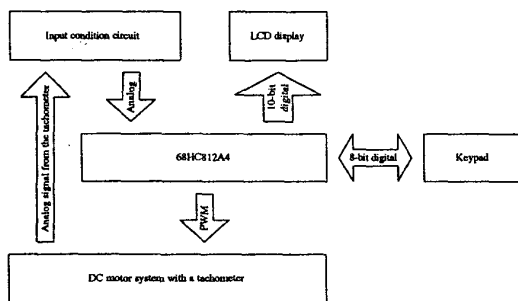 Input condition circuit
LCD display
Analog signal from the tachometer
Analog
10-bit
digital
68HC812A4
8-bit digital
Keypad
PWM
DC motor system with a tachometer